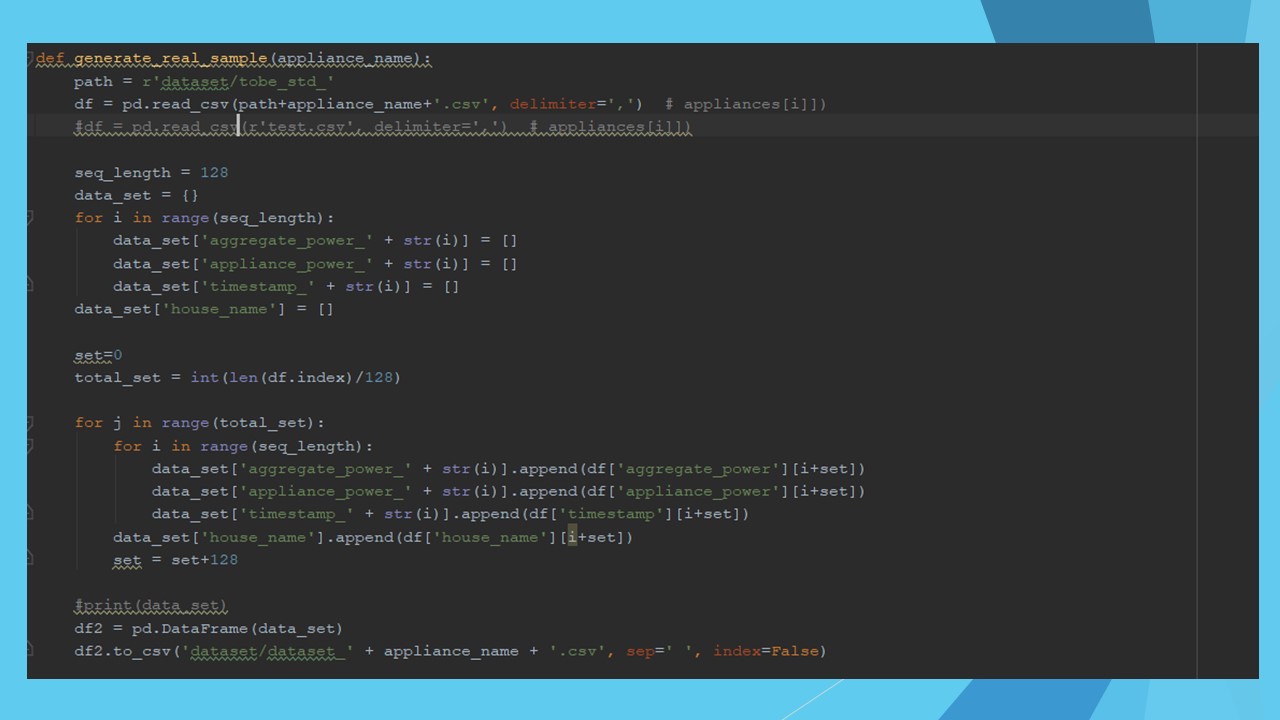 def generate_real_sample(appliance_name):
    path = r'dataset/tobe_std_'
    df = pd.read_csv(path+appliance_name+'.csv', delimiter=',')  # appliances[i]])
    #df = pd.read_csv(r'test.csv', delimiter=',')  # appliances[i]])

    seq_length = 128
    data_set = {}
    for i in range(seq_length):
        data_set['aggregate_power_' + str(i)] = []
        data_set['appliance_power_' + str(i)] = []
        data_set['timestamp_' + str(i)] = []
    data_set['house_name'] = []

    set=0
    total_set = int(len(df.index)/128)

    for j in range(total_set):
        for i in range(seq_length):
            data_set['aggregate_power_' + str(i)].append(df['aggregate_power'][i+set])
            data_set['appliance_power_' + str(i)].append(df['appliance_power'][i+set])
            data_set['timestamp_' + str(i)].append(df['timestamp'][i+set])
        data_set['house_name'].append(df['house_name'][i+set])
        set = set+128

    #print(data_set)
    df2 = pd.DataFrame(data_set)
    df2.to_csv('dataset/dataset_' + appliance_name + '.csv', sep=' ', index=False)